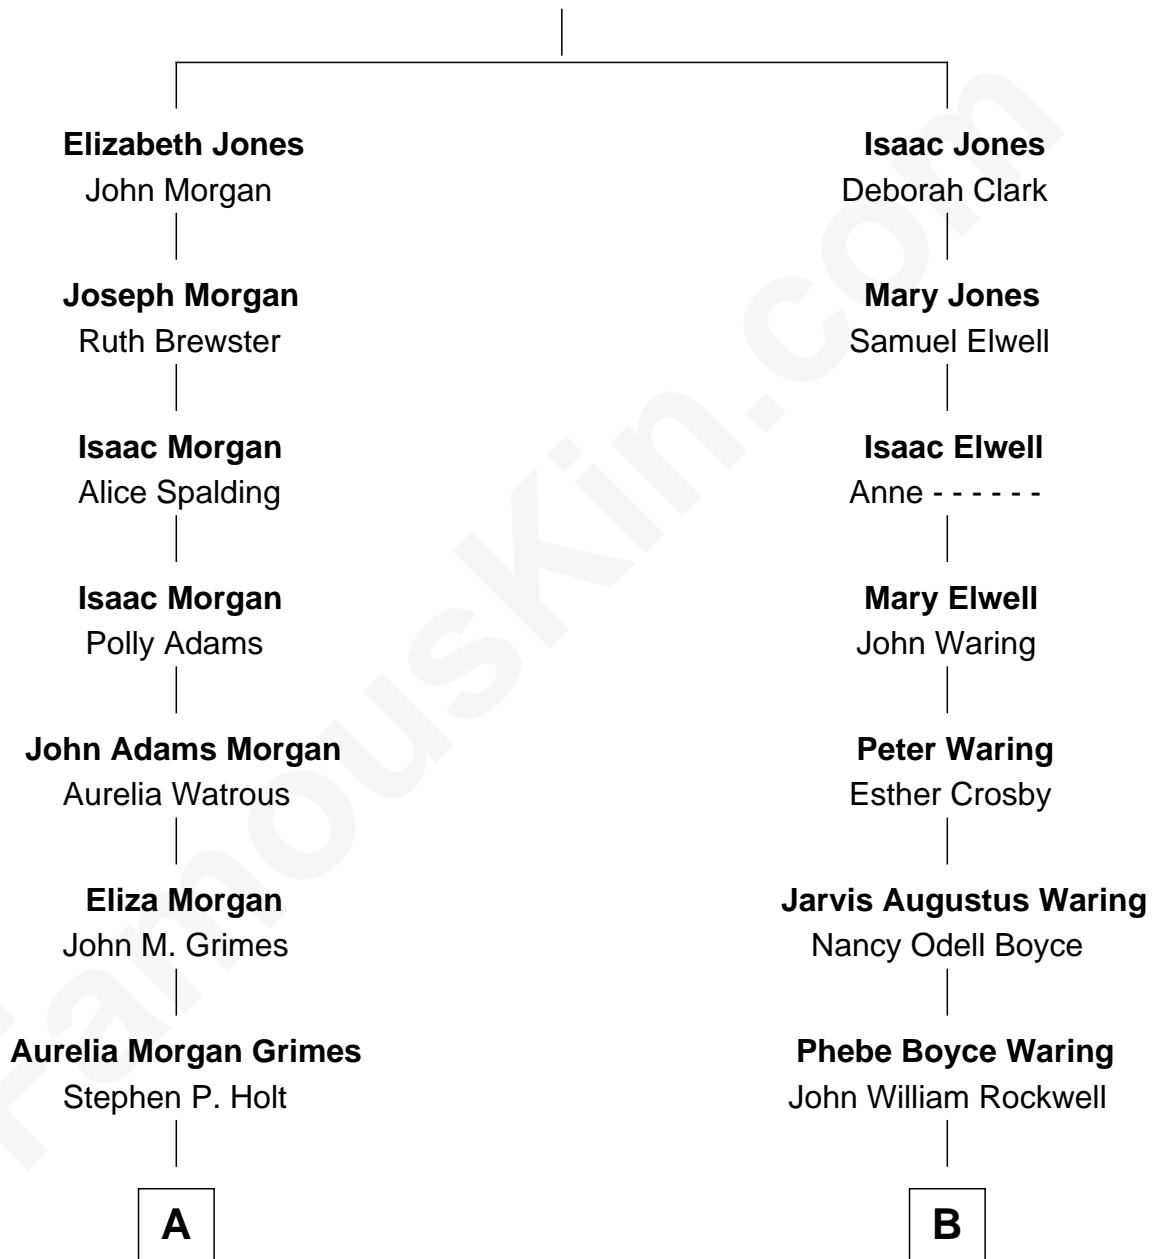 Elizabeth Jones
John Morgan
Joseph Morgan
Ruth Brewster
Isaac Morgan
Alice Spalding
Isaac Morgan
Polly Adams
John Adams Morgan
Aurelia Watrous
Eliza Morgan
John M. Grimes
Aurelia Morgan Grimes
Stephen P. Holt
A
Isaac Jones
Deborah Clark
Mary Jones
Samuel Elwell
Isaac Elwell
Anne - - - - - -
Mary Elwell
John Waring
Peter Waring
Esther Crosby
Jarvis Augustus Waring
Nancy Odell Boyce
Phebe Boyce Waring
John William Rockwell
B
FamousKin.com